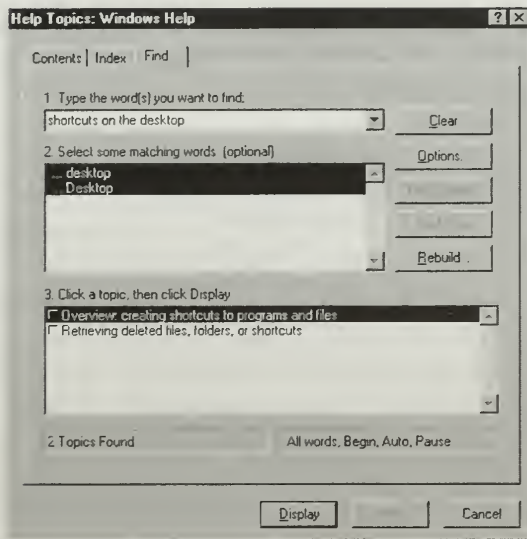 Help Topics: Windows Help
Contents Index Find
1 Type the word(s) you want to find:
shortcuts on the desktop
Clear
2 Select some matching words (optional)
Options.
... desktop
... Desktop
Rebuild .
3. Click a topic, then click Display
Overview: creating shortcuts to programs and files
Retrieving deleted files, folders, or shortcuts
2 Topics Found
All words, Begin, Auto, Pause
Display
Cancel